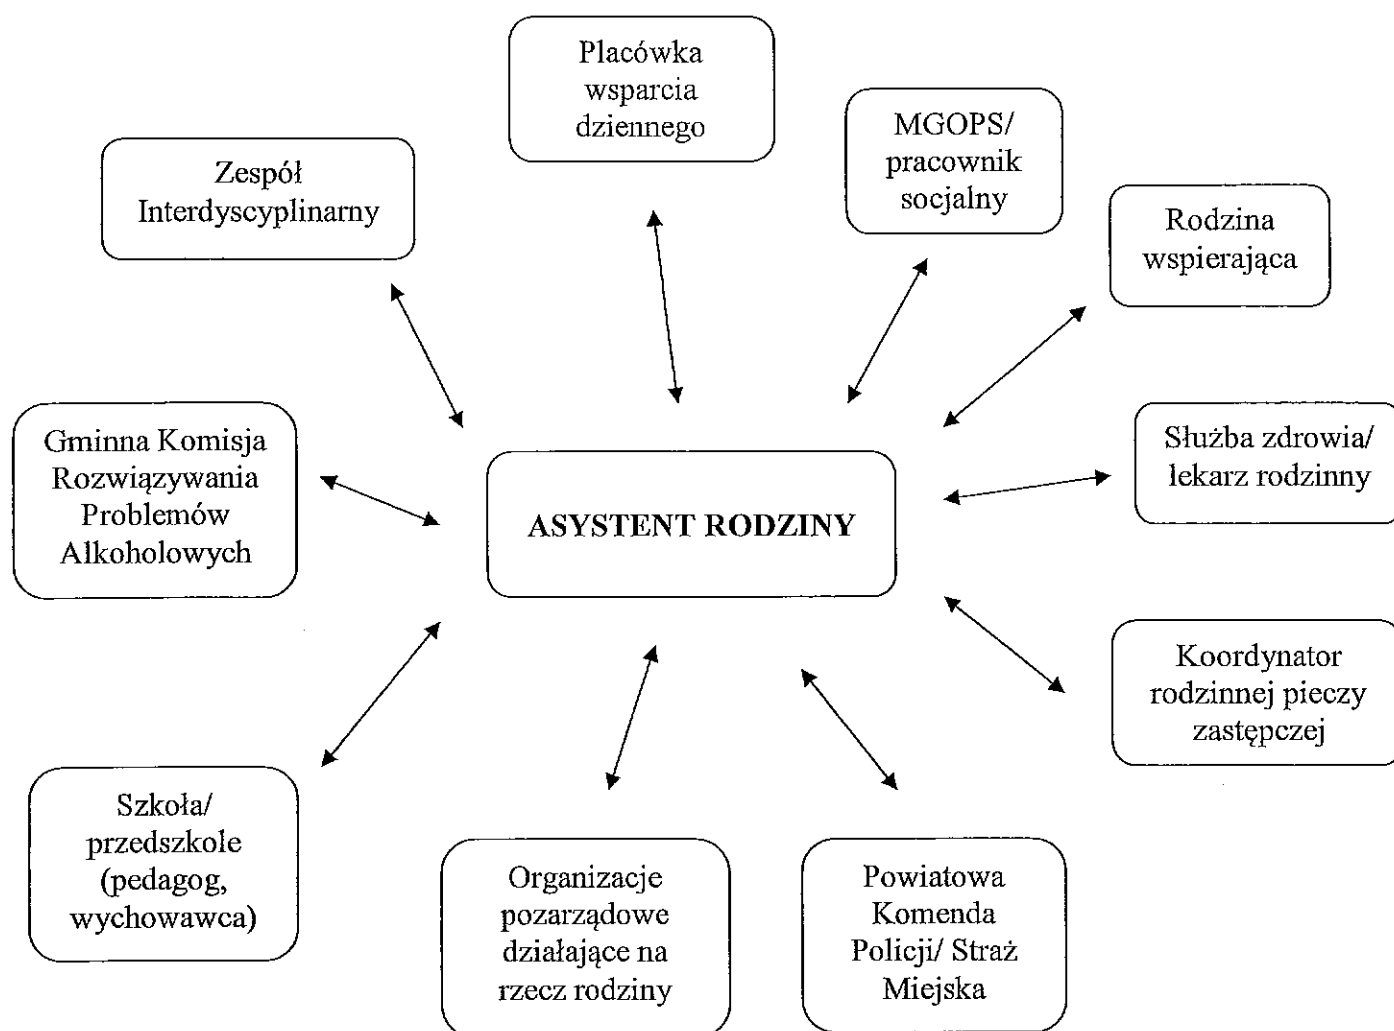 Placówka
wsparcia
dziennego
MGOPS/
pracownik
socjalny
Zespół
Interdyscyplinarny
Rodzina
wspierająca
Gminna Komisja
Rozwiązywania
Problemów
Alkoholowych
Służba zdrowia/
lekarz rodzinny
ASYSTENT RODZINY
Koordynator
rodzinnej pieczy
zastępczej
Szkoła/
przedszkole
(pedagog,
wychowawca)
Organizacje
pozarządowe
działające na
rzecz rodziny
Powiatowa
Komenda
Policji/ Straż
Miejska